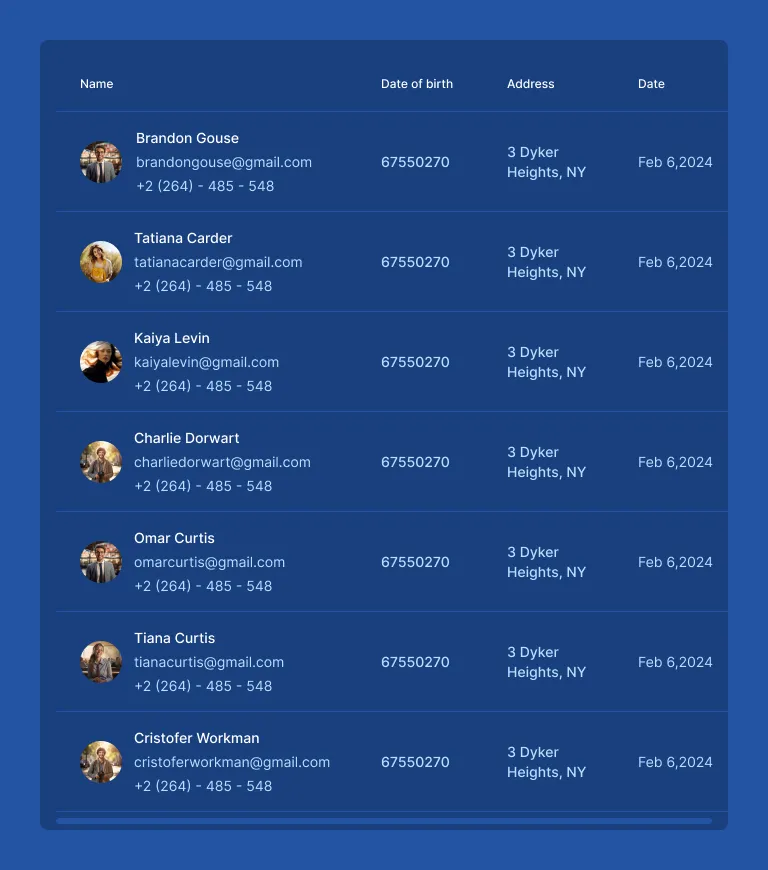 Name Date of birth Address Date
Brandon Gouse
brandongouse@gmail.com
+2 (264) - 485 - 548
67550270
3 Dyker
Heights, NY
Feb 6,2024
Tatiana Carder
tatianacarder@gmail.com
+2 (264) - 485 - 548
67550270
3 Dyker
Heights, NY
Feb 6,2024
Kaiya Levin
kaiyalevin@gmail.com
+2 (264) - 485 - 548
67550270
3 Dyker
Heights, NY
Feb 6,2024
Charlie Dorwart
charliedorwart@gmail.com
+2 (264) - 485 - 548
67550270
3 Dyker
Heights, NY
Feb 6,2024
Omar Curtis
omarcurtis@gmail.com
+2 (264) - 485 - 548
67550270
3 Dyker
Heights, NY
Feb 6,2024
Tiana Curtis
tianacurtis@gmail.com
+2 (264) - 485 - 548
67550270
3 Dyker
Heights, NY
Feb 6,2024
Cristofer Workman
cristoferworkman@gmail.com
+2 (264) - 485 - 548
67550270
3 Dyker
Heights, NY
Feb 6,2024